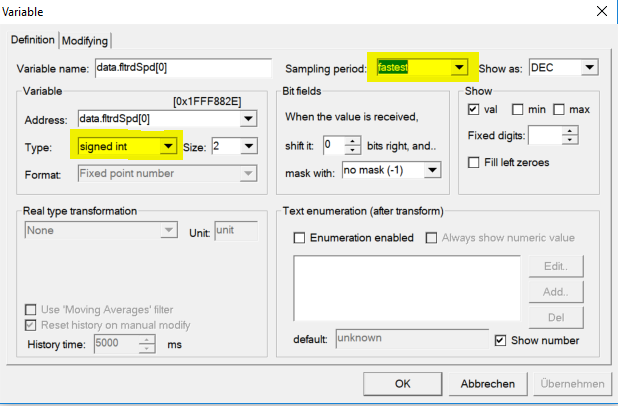 Variable
Definition Modifying
Variable name: data.fltrdSpd[0] Sampling period: fastest Show as: DEC
Variable
[0x1FFF882E]
Address: data.fltrdSpd[0]
Type: signed int Size: 2
Format: Fixed point number
Bit fields
When the value is received,
shift it: 0 bits right, and..
mask with: no mask (-1)
Show
val min max
Fixed digits:
Fill left zeroes
Real type transformation
None Unit: unit
Use 'Moving Averages' filter
Reset history on manual modify
History time: 5000 ms
Text enumeration (after transform)
Enumeration enabled Always show numeric value
Edit..
Add..
Del
default: unknown Show number
OK Abbrechen Übernehmen